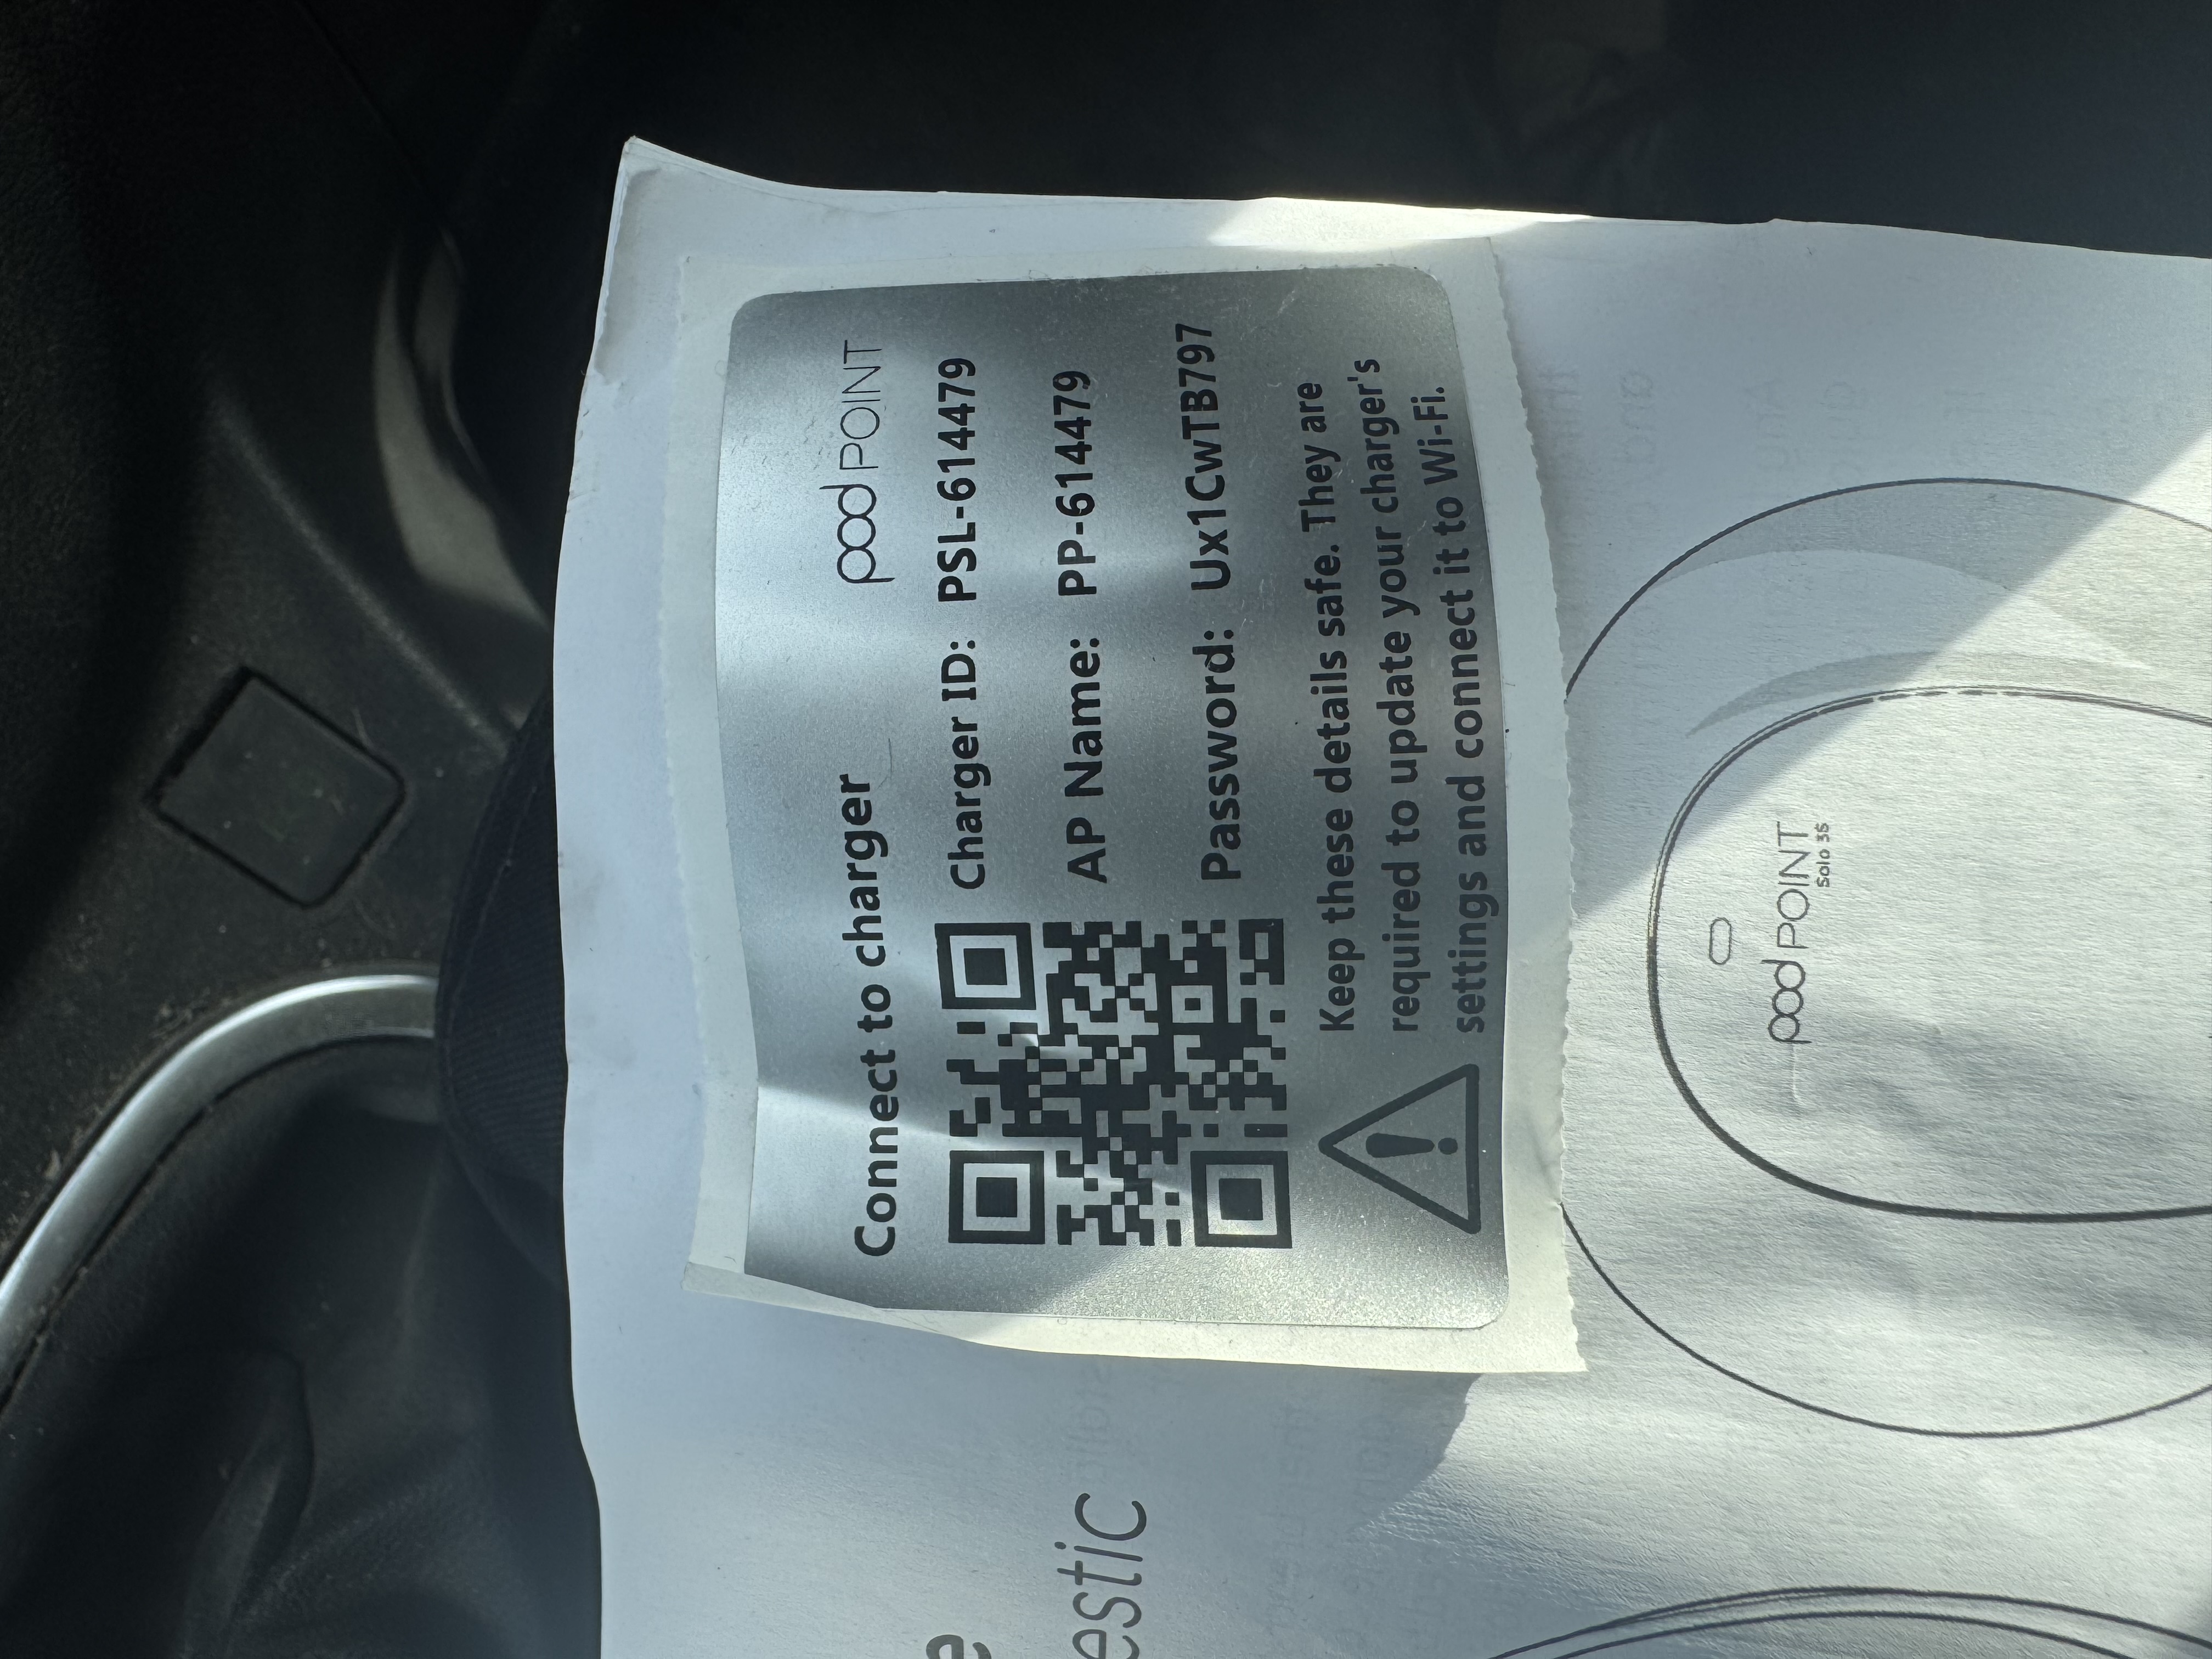 Connect to charger
pod POINT
Charger ID: PSL-614479
AP Name: PP-614479
Password: Ux1CwTB797
Keep these details safe. They are
required to update your charger's
settings and connect it to Wi-Fi.
pod POINT
Solo 3S
e
estic